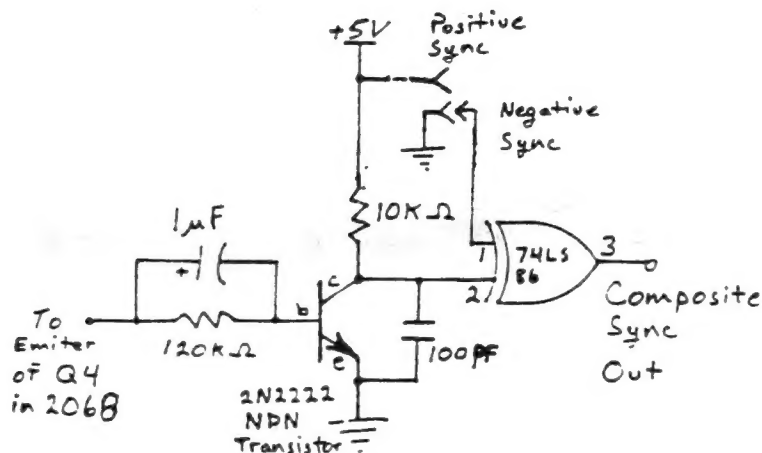 +5V
Positive
Sync
Negative
Sync
1µF
+
10KΩ
c
b
e
120KΩ
To
Emiter
of Q4
in 2068
2N2222
NPN
Transistor
100pf
1
2
74LS
86
3
Composite
Sync
Out